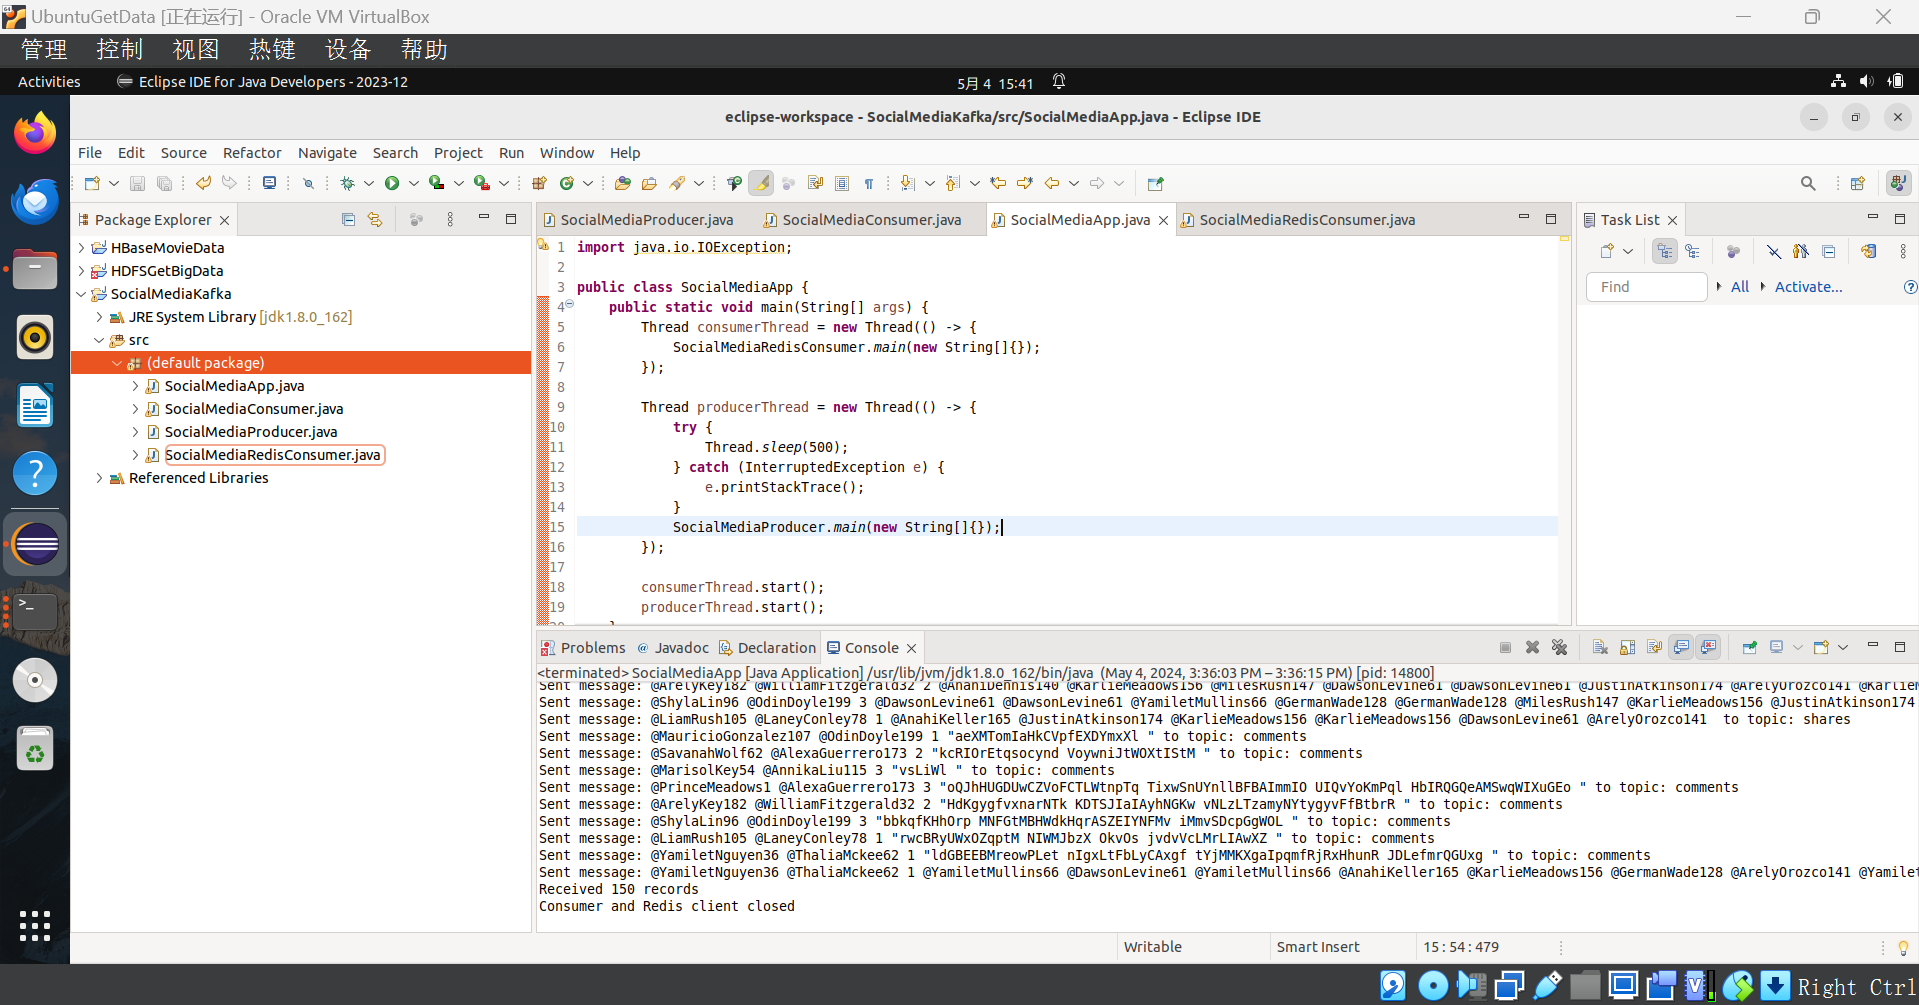 UbuntuGetData [正在运行] - Oracle VM VirtualBox
管理 控制 视图 热键 设备 帮助
Activities Eclipse IDE for Java Developers - 2023-12 5月 4 15:41
eclipse-workspace - SocialMediaKafka/src/SocialMediaApp.java - Eclipse IDE
File Edit Source Refactor Navigate Search Project Run Window Help
Package Explorer
HBaseMovieData
HDFSGetBigData
SocialMediaKafka
JRE System Library [jdk1.8.0_162]
src
(default package)
SocialMediaApp.java
SocialMediaConsumer.java
SocialMediaProducer.java
SocialMediaRedisConsumer.java
Referenced Libraries
SocialMediaProducer.java SocialMediaConsumer.java SocialMediaApp.java SocialMediaRedisConsumer.java
1 import java.io.IOException;
2
3 public class SocialMediaApp {
4 public static void main(String[] args) {
5 Thread consumerThread = new Thread(() -> {
6 SocialMediaRedisConsumer.main(new String[]{});
7 });
8
9 Thread producerThread = new Thread(() -> {
10 try {
11 Thread.sleep(500);
12 } catch (InterruptedException e) {
13 e.printStackTrace();
14 }
15 SocialMediaProducer.main(new String[]{});
16 });
17
18 consumerThread.start();
19 producerThread.start();
Task List
Find All Activate...
Problems Javadoc Declaration Console
<terminated> SocialMediaApp [Java Application] /usr/lib/jvm/jdk1.8.0_162/bin/java (May 4, 2024, 3:36:03 PM – 3:36:15 PM) [pid: 14800]
Sent message: @ArelyKey182 @WilliamFitzgerald32 2 @AnahiDennis140 @KarlieMeadows156 @MilesRush147 @DawsonLevine61 @DawsonLevine61 @JustinAtkinson174 @ArelyOrozco141 @KarlieM
Sent message: @ShylaLin96 @OdinDoyle199 3 @DawsonLevine61 @DawsonLevine61 @YamiletMullins66 @GermanWade128 @GermanWade128 @MilesRush147 @KarlieMeadows156 @JustinAtkinson174
Sent message: @LiamRush105 @LaneyConley78 1 @AnahiKeller165 @JustinAtkinson174 @KarlieMeadows156 @KarlieMeadows156 @DawsonLevine61 @ArelyOrozco141  to topic: shares
Sent message: @MauricioGonzalez107 @OdinDoyle199 1 "aeXMTomIaHkCVpfEXDYmxXl " to topic: comments
Sent message: @SavanahWolf62 @AlexaGuerrero173 2 "kcRIOrEtqsocynd VoywniJtWOXtIStM " to topic: comments
Sent message: @MarisolKey54 @AnnikaLiu115 3 "vsLiWl " to topic: comments
Sent message: @PrinceMeadows1 @AlexaGuerrero173 3 "oQJhHUGDUwCZVoFCTLWtnpTq TixwSnUYnllBFBAImmIO UIQvYoKmPql HbIRQGQeAMSwqWIXuGEo " to topic: comments
Sent message: @ArelyKey182 @WilliamFitzgerald32 2 "HdKgygfvxnarNTk KDTSJIaIAyhNGKw vNLzLTzamyNYtygyvFfBtbrR " to topic: comments
Sent message: @ShylaLin96 @OdinDoyle199 3 "bbkqfKHhOrp MNFGtMBHWdkHqrASZEIYNFMv iMmvSDcpGgWOL " to topic: comments
Sent message: @LiamRush105 @LaneyConley78 1 "rwcBRyUWxOZqptM NIWMJbzX OkvOs jvdvVcLMrLIAwXZ " to topic: comments
Sent message: @YamiletNguyen36 @ThaliaMckee62 1 "ldGBEEBMreowPLet nIgxLtFbLyCAxgf tYjMMKXgaIpqmfRjRxHhunR JDLefmrQGUxg " to topic: comments
Sent message: @YamiletNguyen36 @ThaliaMckee62 1 @YamiletMullins66 @DawsonLevine61 @YamiletMullins66 @AnahiKeller165 @KarlieMeadows156 @GermanWade128 @ArelyOrozco141 @Yamilet
Received 150 records
Consumer and Redis client closed
Writable Smart Insert 15 : 54 : 479
Right Ctrl